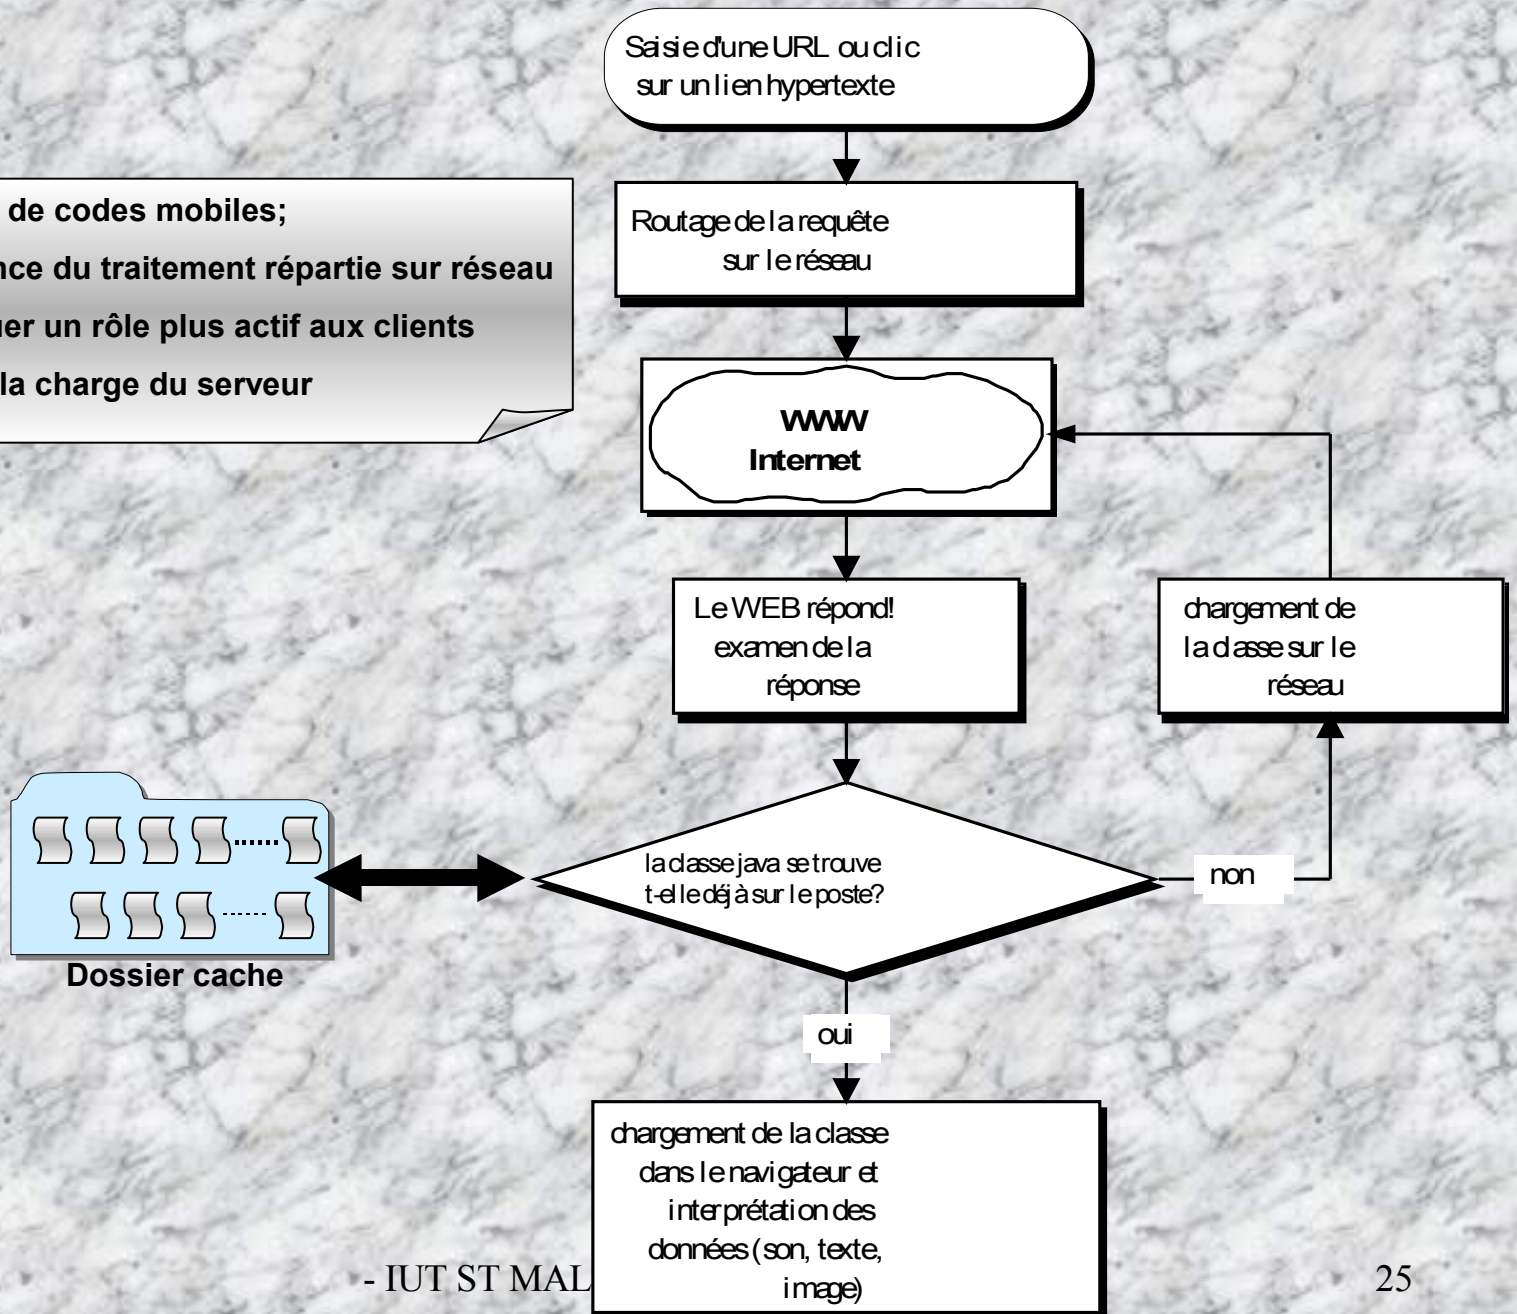 Saisie d'une URL ou clic
sur un lien hypertexte
de codes mobiles;
du traitement répartie sur réseau
un rôle plus actif aux clients
la charge du serveur
Routage de la requête
sur le réseau
WWW
Internet
Le WEB répond!
examen de la
réponse
chargement de
la classe sur le
réseau
la classe java se trouve
t-elle déjà sur le poste?
non
Dossier cache
oui
chargement de la classe
dans le navigateur et
interprétation des
données (son, texte,
image)
- IUT ST MAL
25